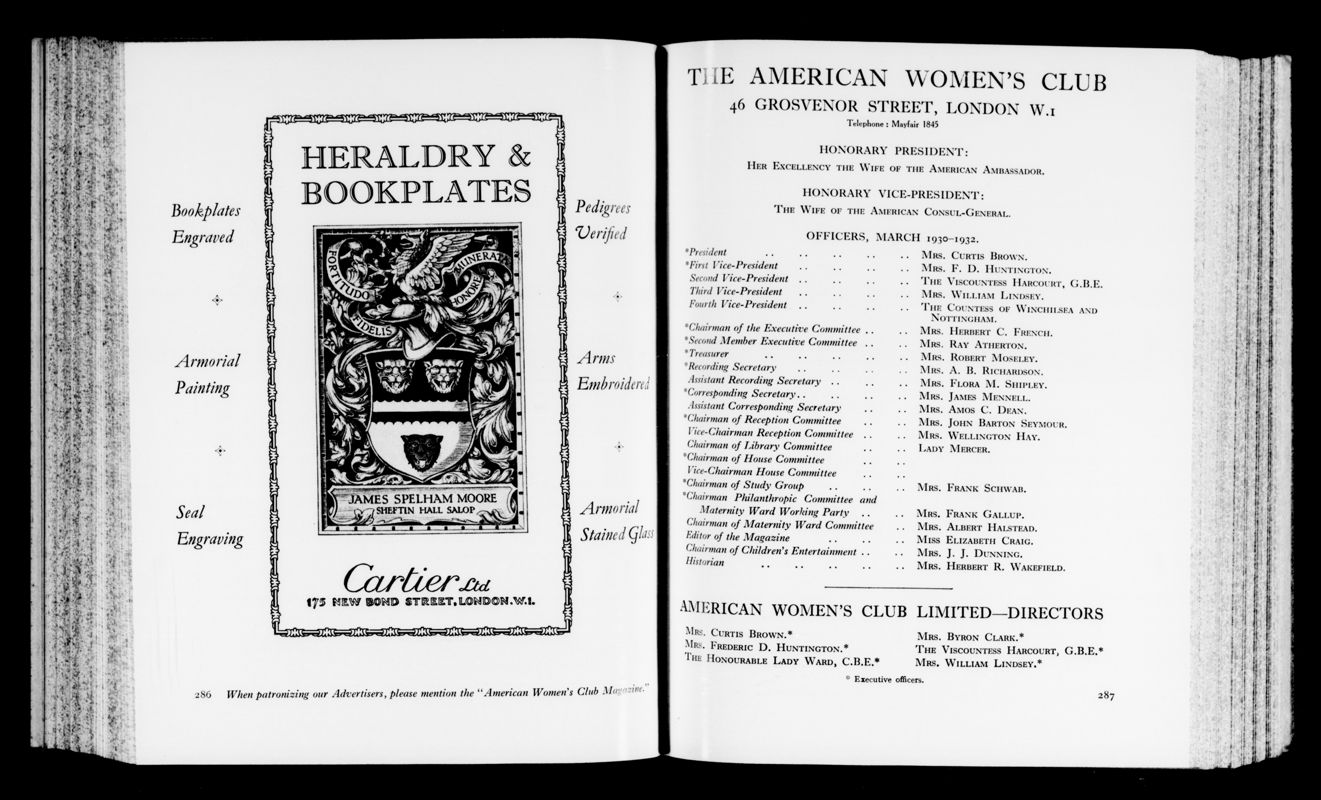 HERALDRY &
BOOKPLATES
Bookplates
Engraved
Pedigrees
Verified
FORTITUDO
FIDELIS
HONORE
MUNERATA
Armorial
Painting
Arms
Embroidered
JAMES SPELHAM MOORE
SHEFTIN HALL SALOP
Seal
Engraving
Armorial
Stained Glass
Cartier Ltd
175 NEW BOND STREET, LONDON. W.1.
286 When patronizing our Advertisers, please mention the "American Women's Club Magazine."
THE AMERICAN WOMEN'S CLUB
46 GROSVENOR STREET, LONDON W.1
Telephone : Mayfair 1845
HONORARY PRESIDENT:
HER EXCELLENCY THE WIFE OF THE AMERICAN AMBASSADOR.
HONORARY VICE-PRESIDENT:
THE WIFE OF THE AMERICAN CONSUL-GENERAL.
OFFICERS, MARCH 1930–1932.
*President .. .. .. .. .. MRS. CURTIS BROWN.
*First Vice-President .. .. .. .. MRS. F. D. HUNTINGTON.
Second Vice-President .. .. .. .. THE VISCOUNTESS HARCOURT, G.B.E.
Third Vice-President .. .. .. .. MRS. WILLIAM LINDSEY.
Fourth Vice-President .. .. .. .. THE COUNTESS OF WINCHILSEA AND
NOTTINGHAM.
*Chairman of the Executive Committee .. .. MRS. HERBERT C. FRENCH.
*Second Member Executive Committee .. .. MRS. RAY ATHERTON.
*Treasurer .. .. .. .. .. MRS. ROBERT MOSELEY.
*Recording Secretary .. .. .. .. MRS. A. B. RICHARDSON.
Assistant Recording Secretary .. .. .. MRS. FLORA M. SHIPLEY.
*Corresponding Secretary .. .. .. .. MRS. JAMES MENNELL.
Assistant Corresponding Secretary .. .. MRS. AMOS C. DEAN.
*Chairman of Reception Committee .. .. MRS. JOHN BARTON SEYMOUR.
Vice-Chairman Reception Committee .. .. MRS. WELLINGTON HAY.
Chairman of Library Committee .. .. LADY MERCER.
*Chairman of House Committee .. ..
Vice-Chairman House Committee .. ..
*Chairman of Study Group .. .. .. MRS. FRANK SCHWAB.
*Chairman Philanthropic Committee and
Maternity Ward Working Party .. .. MRS. FRANK GALLUP.
Chairman of Maternity Ward Committee .. MRS. ALBERT HALSTEAD.
Editor of the Magazine .. .. .. MISS ELIZABETH CRAIG.
Chairman of Children's Entertainment .. .. MRS. J. J. DUNNING.
Historian .. .. .. .. .. MRS. HERBERT R. WAKEFIELD.
AMERICAN WOMEN'S CLUB LIMITED—DIRECTORS
MRS. CURTIS BROWN.*
MRS. FREDERIC D. HUNTINGTON.*
THE HONOURABLE LADY WARD, C.B.E.*
MRS. BYRON CLARK.*
THE VISCOUNTESS HARCOURT, G.B.E.*
MRS. WILLIAM LINDSEY.*
* Executive officers.
287